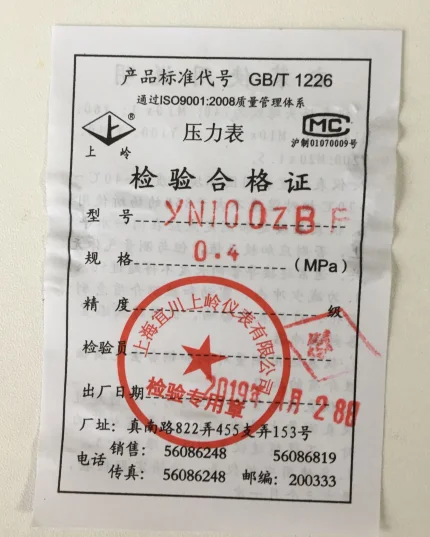 产品标准代号 GB/T 1226
通过ISO9001:2008质量管理体系
上岭
®
压力表
MC
沪制01070009号
检验合格证
型号 YN100ZBF
规格 0.4 (MPa)
精度 级
检验员
上海宜川上岭仪表有限公司
检验专用章
出厂日期 2019年 月28日
厂址: 真南路822弄455支弄153号
电话 销售: 56086248 56086819
传真: 56086248 邮编: 200333